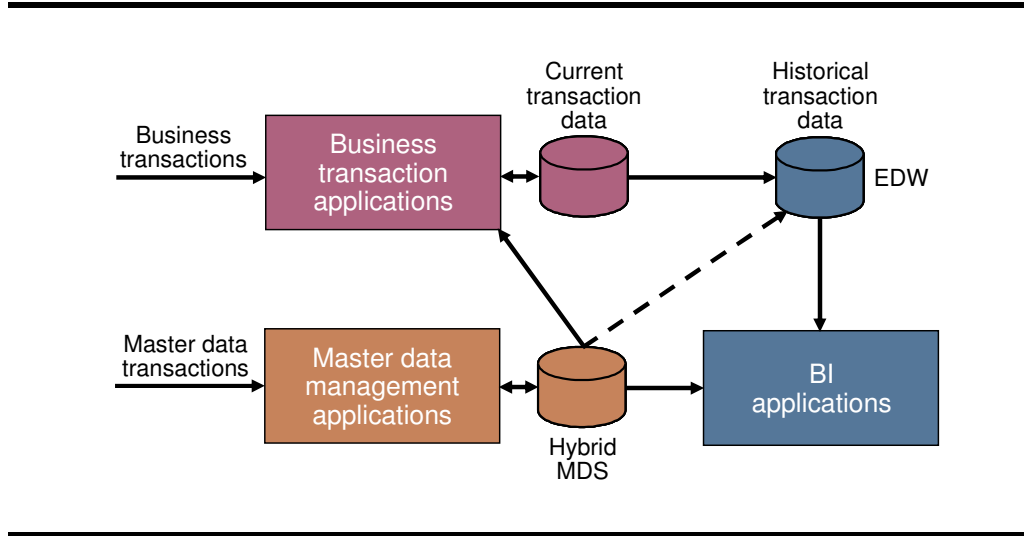 Current
transaction
data
Historical
transaction
data
Business
transactions
Business
transaction
applications
EDW
Master data
transactions
Master data
management
applications
BI
applications
Hybrid
MDS